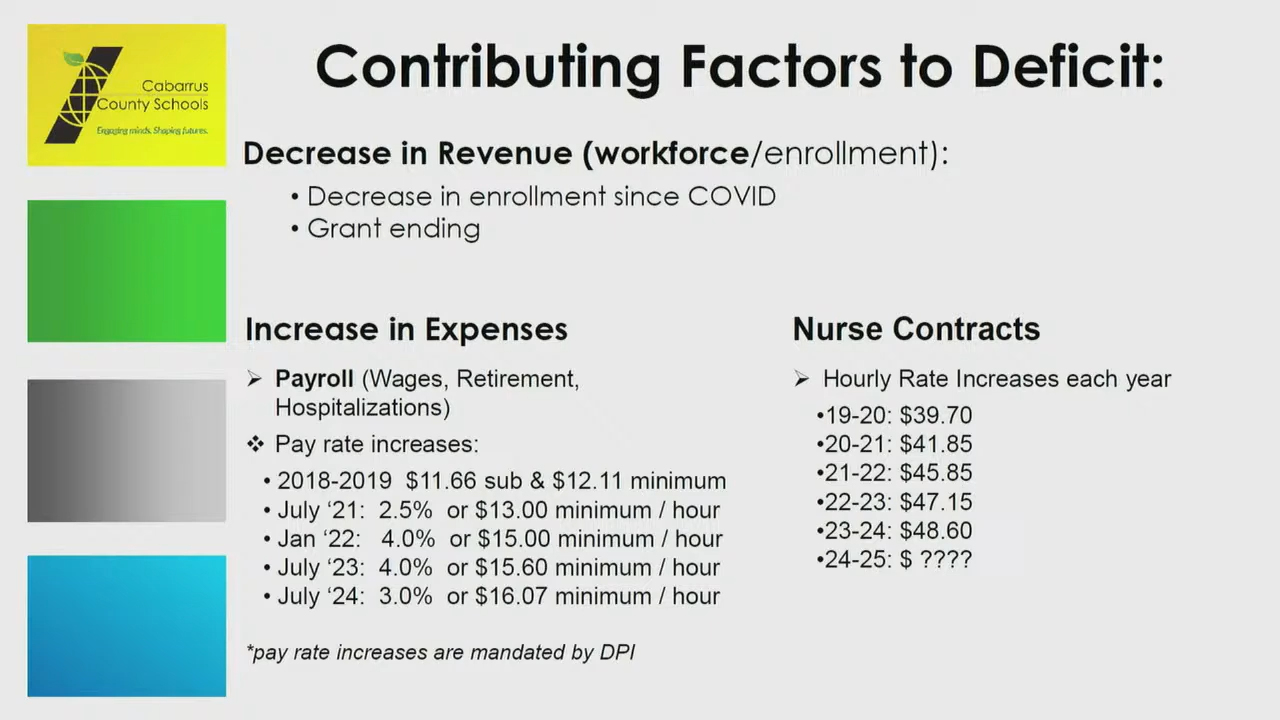 Cabarrus
County Schools
Engaging minds. Shaping futures.
Contributing Factors to Deficit:
Decrease in Revenue (workforce/enrollment):
• Decrease in enrollment since COVID
• Grant ending
Increase in Expenses
➢ Payroll (Wages, Retirement,
Hospitalizations)
❖ Pay rate increases:
• 2018-2019 $11.66 sub & $12.11 minimum
• July ‘21: 2.5% or $13.00 minimum / hour
• Jan ‘22: 4.0% or $15.00 minimum / hour
• July ‘23: 4.0% or $15.60 minimum / hour
• July ‘24: 3.0% or $16.07 minimum / hour
*pay rate increases are mandated by DPI
Nurse Contracts
➢ Hourly Rate Increases each year
•19-20: $39.70
•20-21: $41.85
•21-22: $45.85
•22-23: $47.15
•23-24: $48.60
•24-25: $ ????